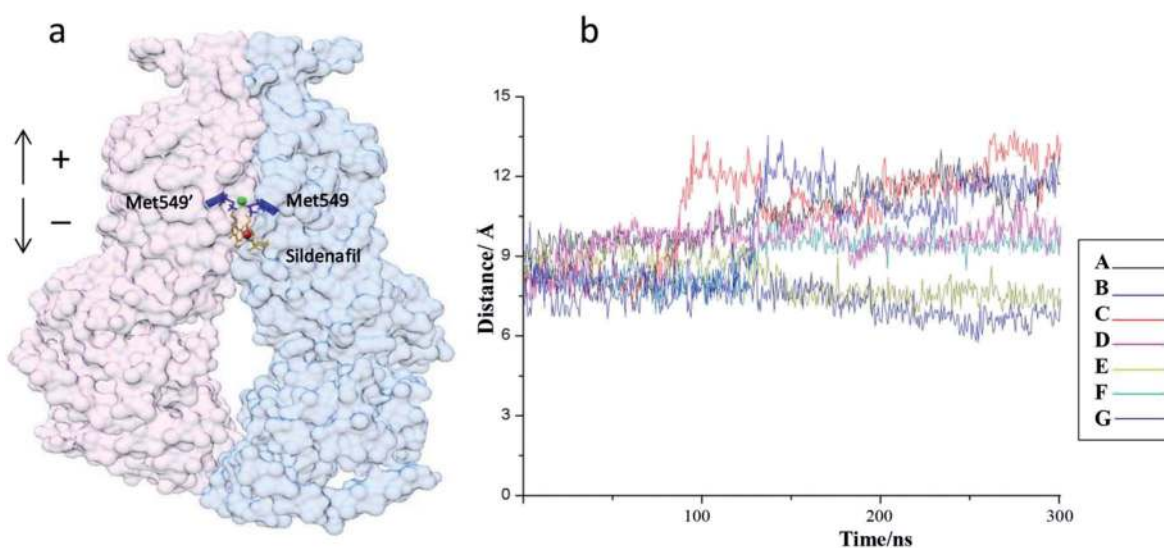 a
+
−
Met549’
Met549
Sildenafil
b
Distance/ Å
15
12
9
6
3
0
100
200
300
Time/ns
A
B
C
D
E
F
G